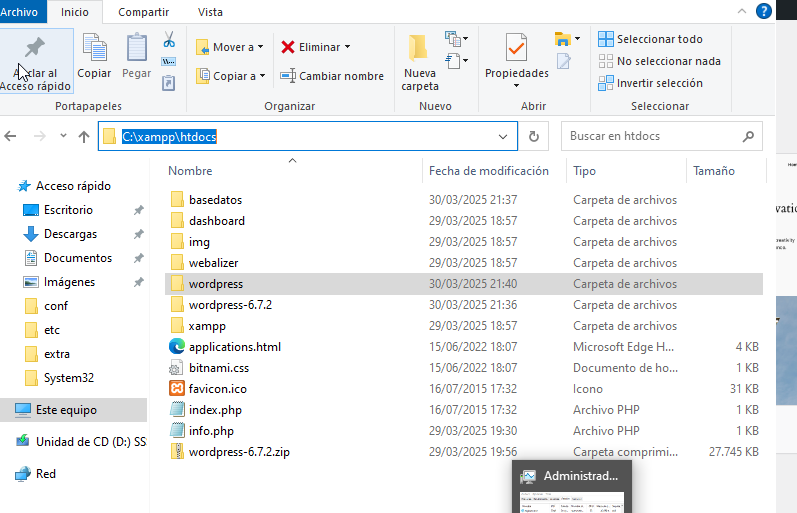 Archivo Inicio Compartir Vista
Anclar al Acceso rápido
Copiar
Pegar
Mover a
Copiar a
Eliminar
Cambiar nombre
Nueva carpeta
Propiedades
Seleccionar todo
No seleccionar nada
Invertir selección
Portapapeles Organizar Nuevo Abrir Seleccionar
C:\xampp\htdocs
Buscar en htdocs
Nombre Fecha de modificación Tipo Tamaño
Acceso rápido
Escritorio
Descargas
Documentos
Imágenes
conf
etc
extra
System32
Este equipo
Unidad de CD (D:) SS
Red
basedatos 30/03/2025 21:37 Carpeta de archivos
dashboard 29/03/2025 18:57 Carpeta de archivos
img 29/03/2025 18:57 Carpeta de archivos
webalizer 29/03/2025 18:57 Carpeta de archivos
wordpress 30/03/2025 21:40 Carpeta de archivos
wordpress-6.7.2 30/03/2025 21:36 Carpeta de archivos
xampp 29/03/2025 18:57 Carpeta de archivos
applications.html 15/06/2022 18:07 Microsoft Edge H... 4 KB
bitnami.css 15/06/2022 18:07 Documento de ho... 1 KB
favicon.ico 16/07/2015 17:32 Icono 31 KB
index.php 16/07/2015 17:32 Archivo PHP 1 KB
info.php 29/03/2025 19:30 Archivo PHP 1 KB
wordpress-6.7.2.zip 29/03/2025 19:56 Carpeta comprimi... 27.745 KB
Administrad...